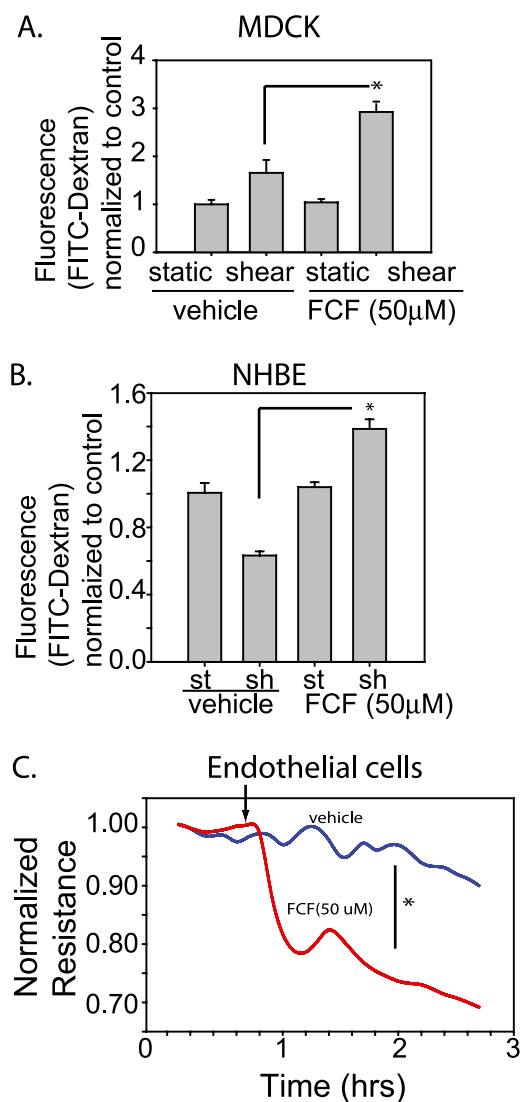 A.
MDCK
Fluorescence
(FITC-Dextran)
normalized to control
4
3
2
1
0
*
static shear static shear
vehicle FCF (50μM)
B.
NHBE
Fluorescence
(FITC-Dextran)
normlaized to control
1.6
1.2
0.8
0.4
0.0
*
st sh st sh
vehicle FCF (50μM)
C.
Endothelial cells
Normalized
Resistance
1.00
0.90
0.80
0.70
vehicle
FCF(50 uM)
*
0 1 2 3
Time (hrs)